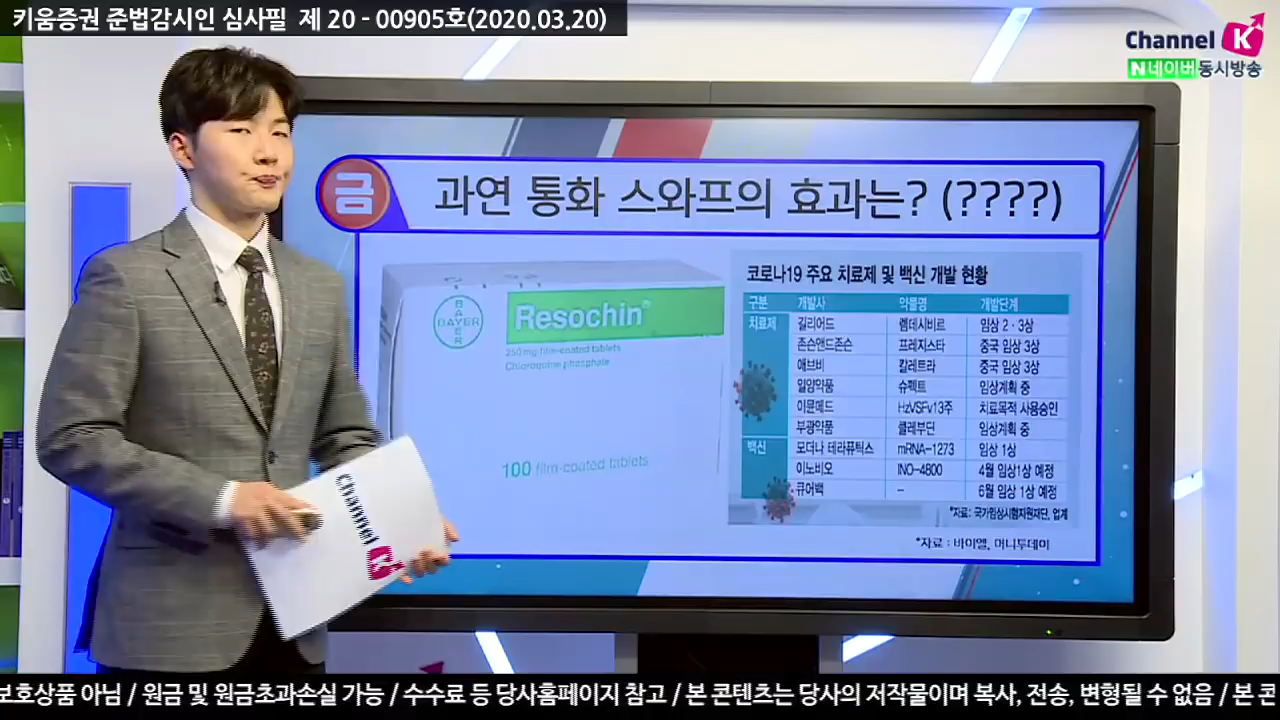 키움증권 준법감시인 심사필 제 20 - 00905호(2020.03.20)
Channel K
N 네이버 동시방송
금 과연 통화 스와프의 효과는? (????)
BAYER
BAYER
Resochin®
250 mg film-coated tablets
Chloroquine phosphate
100 film-coated tablets
코로나19 주요 치료제 및 백신 개발 현황
구분 개발사 약물명 개발단계
치료제 길리어드 렘데시비르 임상 2·3상
존슨앤드존슨 프레지스타 중국 임상 3상
애브비 칼레트라 중국 임상 3상
일양약품 슈펙트 임상계획 중
이뮨메드 HzVSFv13주 치료목적 사용승인
부광약품 클레부딘 임상계획 중
백신 모더나 테라퓨틱스 mRNA-1273 임상 1상
이노비오 INO-4800 4월 임상1상 예정
큐어백 - 6월 임상 1상 예정
*자료: 국가임상시험지원재단, 업계
*자료 : 바이엘, 머니투데이
Channel K
보호상품 아님 / 원금 및 원금초과손실 가능 / 수수료 등 당사홈페이지 참고 / 본 콘텐츠는 당사의 저작물이며 복사, 전송, 변형될 수 없음 / 본 콘